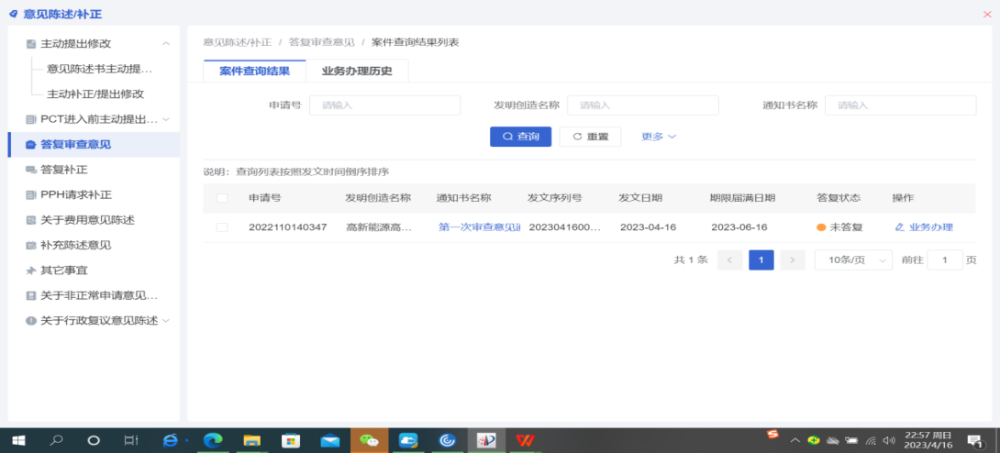 意见陈述/补正
主动提出修改
意见陈述书主动提...
主动补正/提出修改
PCT进入前主动提出...
答复审查意见
答复补正
PPH请求补正
关于费用意见陈述
补充陈述意见
其它事宜
关于非正常申请意见...
关于行政复议意见陈述
意见陈述/补正 / 答复审查意见 / 案件查询结果列表
案件查询结果 业务办理历史
申请号 请输入 发明创造名称 请输入 通知书名称 请输入
查询 重置 更多
说明：查询列表按照发文时间倒序排序
申请号 发明创造名称 通知书名称 发文序列号 发文日期 期限届满日期 答复状态 操作
2022110140347 高新能源高... 第一次审查意见 2023041600... 2023-04-16 2023-06-16 未答复 业务办理
共 1 条 < 1 > 10条/页 前往 1 页
22:57 周日
2023/4/16